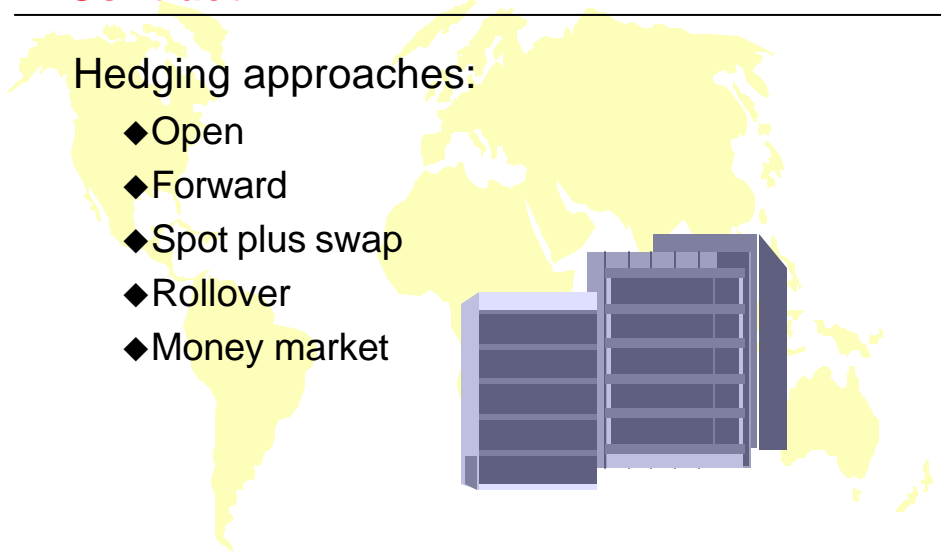 Hedging approaches:
◆Open
◆Forward
◆Spot plus swap
◆Rollover
◆Money market